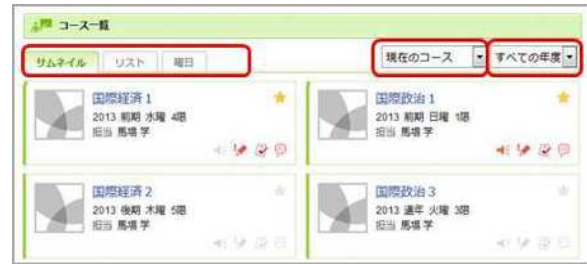 コース一覧
サムネイル リスト 曜日 現在のコース すべての年度
国際経済 1
2013 前期 水曜 4限
担当 馬場 学
国際政治 1
2013 前期 日曜 1限
担当 馬場 学
国際経済 2
2013 後期 木曜 5限
担当 馬場 学
国際政治 3
2013 通年 火曜 3限
担当 馬場 学